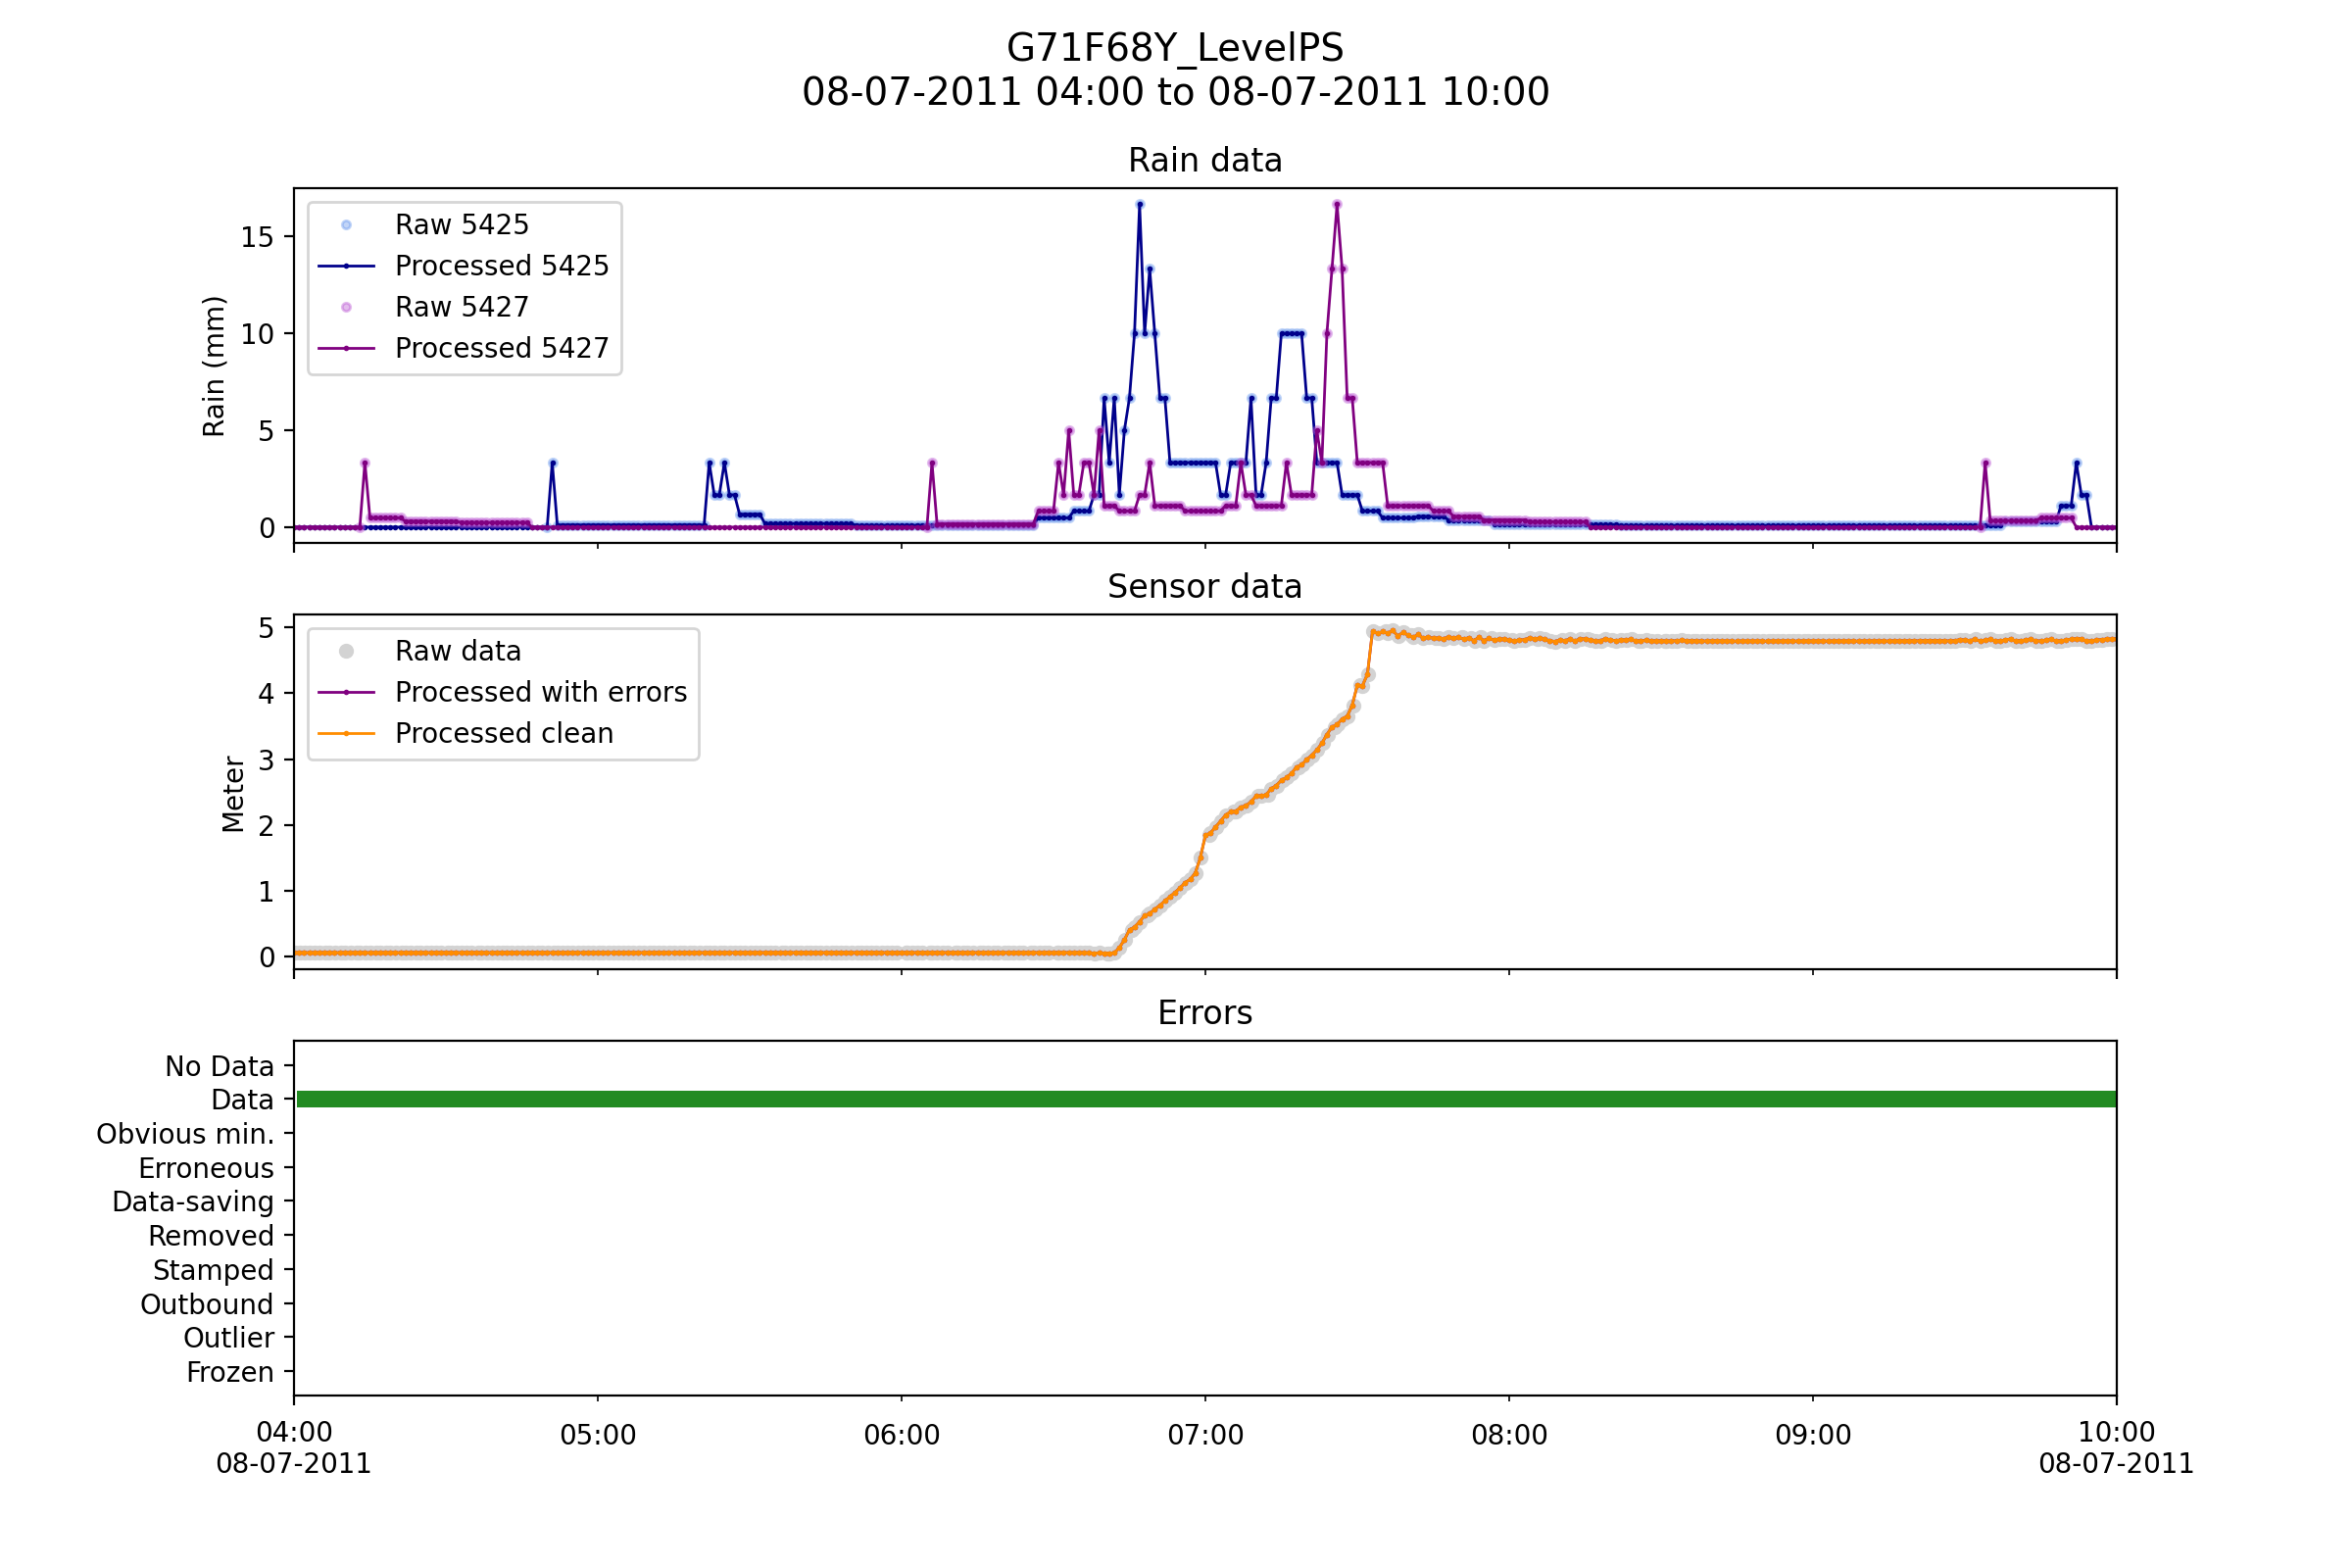 G71F68Y_LevelPS
08-07-2011 04:00 to 08-07-2011 10:00
Rain data
Rain (mm)
15
10
5
0
Raw 5425
Processed 5425
Raw 5427
Processed 5427
Sensor data
Meter
5
4
3
2
1
0
Raw data
Processed with errors
Processed clean
Errors
No Data
Data
Obvious min.
Erroneous
Data-saving
Removed
Stamped
Outbound
Outlier
Frozen
04:00
08-07-2011
05:00
06:00
07:00
08:00
09:00
10:00
08-07-2011